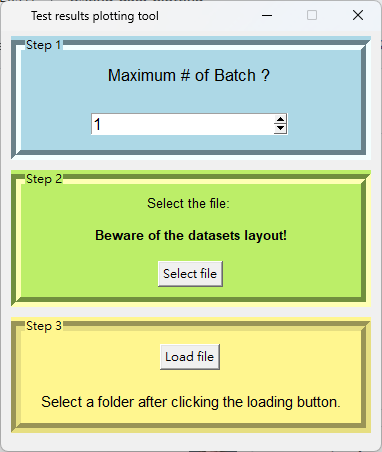 Test results plotting tool
Step 1
Maximum # of Batch ?
1
Step 2
Select the file:
Beware of the datasets layout!
Select file
Step 3
Load file
Select a folder after clicking the loading button.